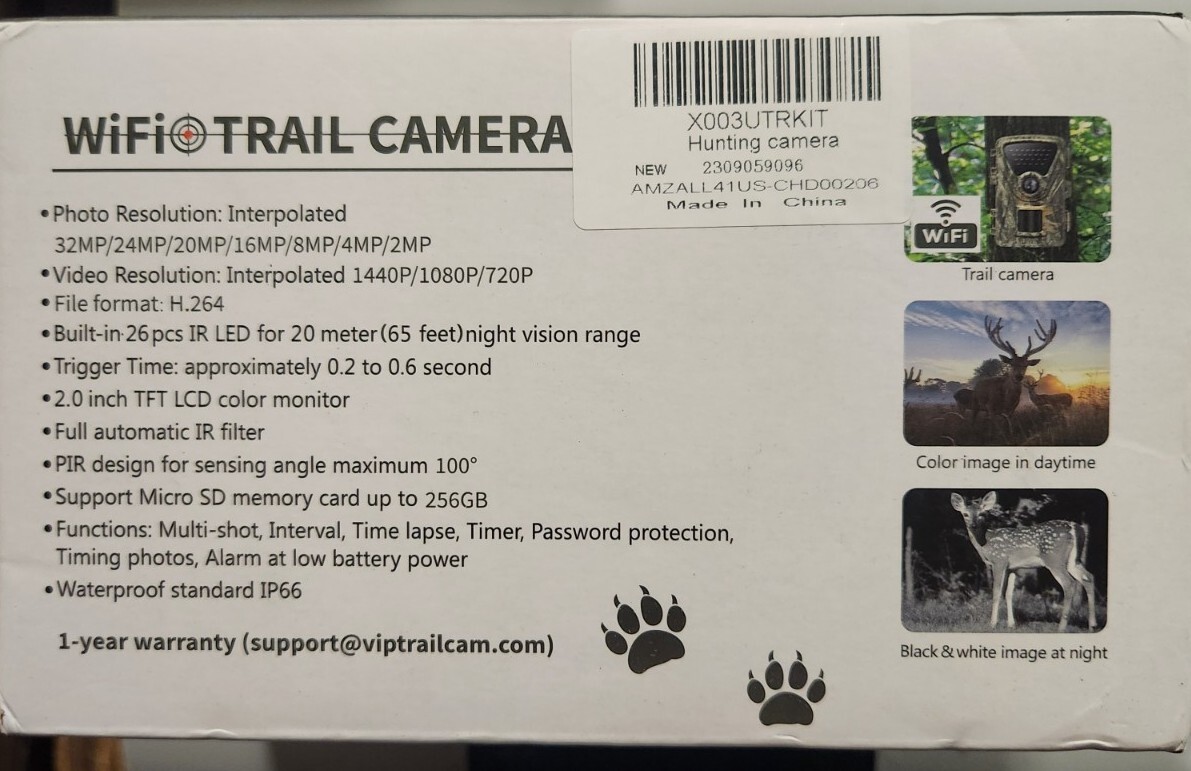 WiFi TRAIL CAMERA
X003UTRKIT
Hunting camera
NEW 2309059096
AMZALL41US-CHD00206
Made In China
•Photo Resolution: Interpolated
32MP/24MP/20MP/16MP/8MP/4MP/2MP
•Video Resolution: Interpolated 1440P/1080P/720P
•File format: H.264
•Built-in 26pcs IR LED for 20 meter(65 feet)night vision range
•Trigger Time: approximately 0.2 to 0.6 second
•2.0 inch TFT LCD color monitor
•Full automatic IR filter
•PIR design for sensing angle maximum 100°
•Support Micro SD memory card up to 256GB
•Functions: Multi-shot, Interval, Time lapse, Timer, Password protection,
Timing photos, Alarm at low battery power
•Waterproof standard IP66
1-year warranty (support@viptrailcam.com)
WiFi
Trail camera
Color image in daytime
Black & white image at night